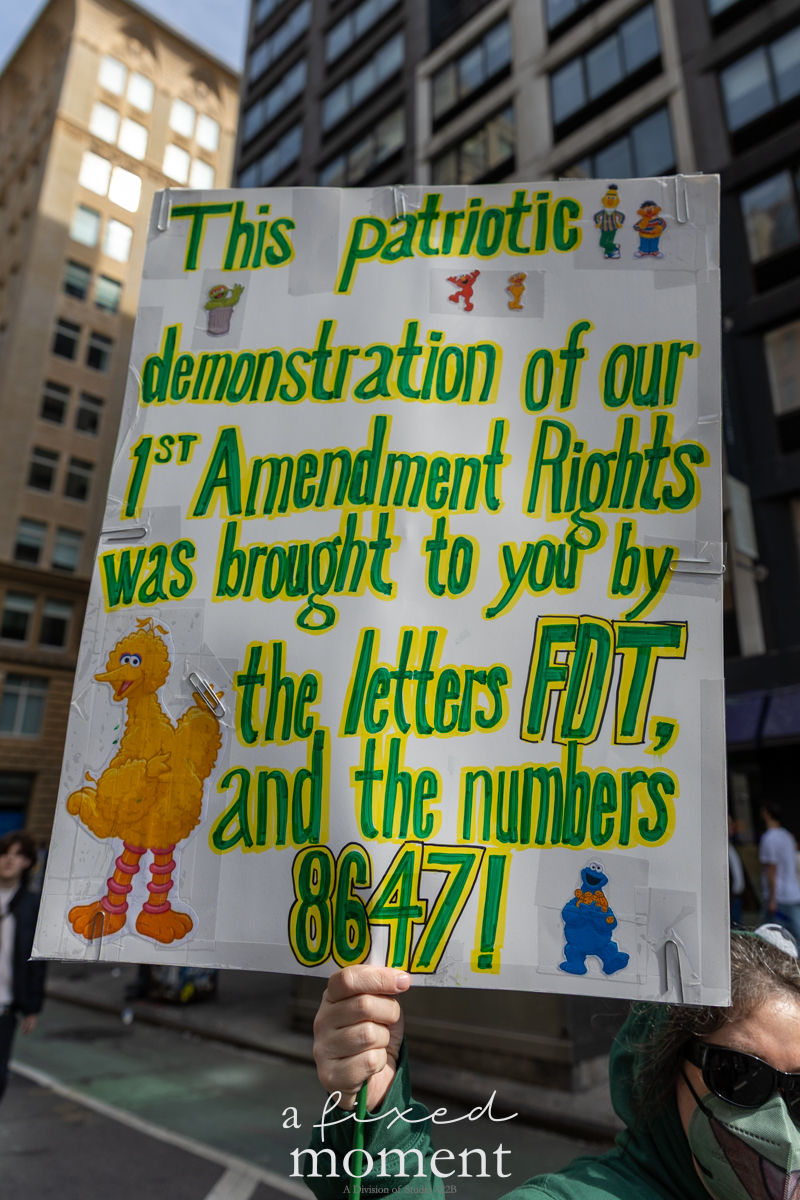 This patriotic
demonstration of our
1ST Amendment Rights
was brought to you by
the letters FDT,
and the numbers
8647!
a fixed
moment
A Division of Studio